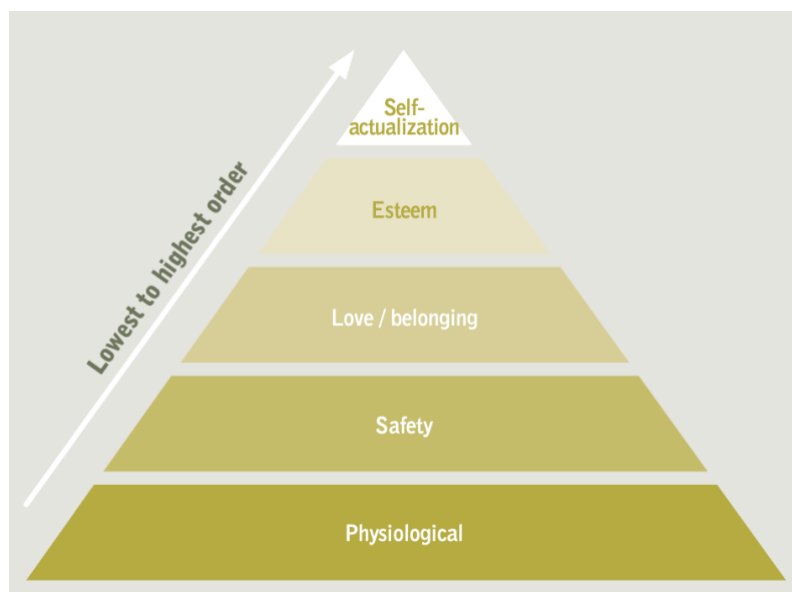 Self-
actualization
Esteem
Lowest to highest order
Love / belonging
Safety
Physiological